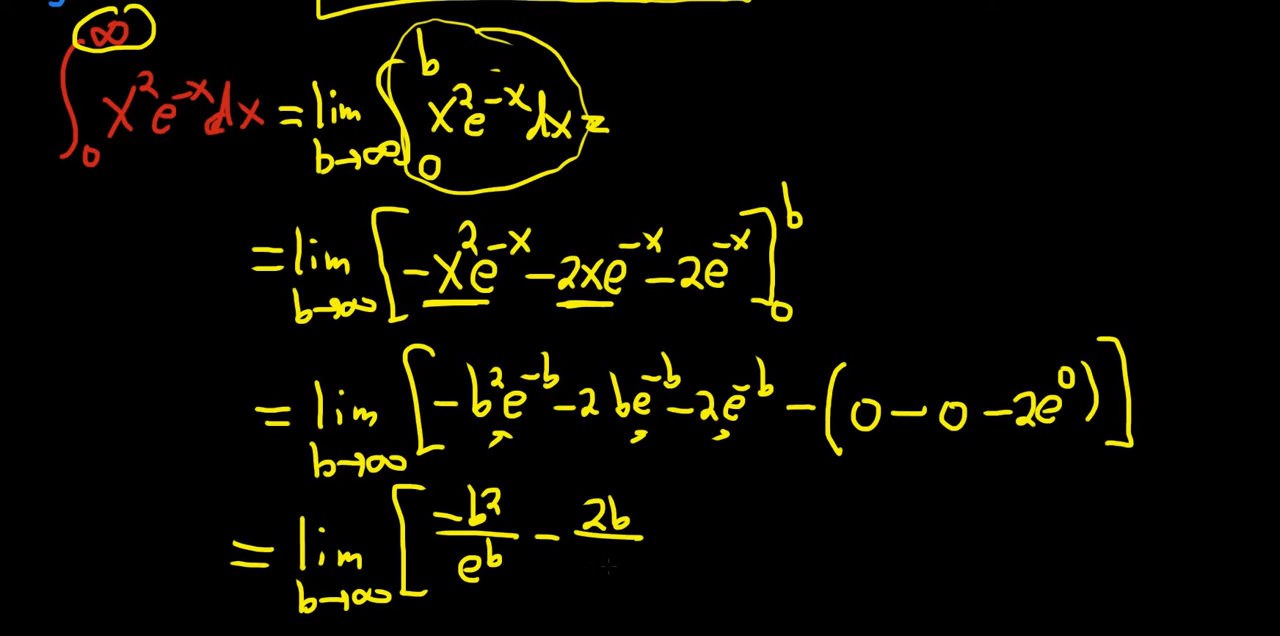 ∫₀^∞ x²e^(-x) dx = lim_(b→∞) ∫₀^b x²e^(-x) dx =
= lim_(b→∞) [-x²e^(-x) - 2xe^(-x) - 2e^(-x)]₀^b
= lim_(b→∞) [-b²e^(-b) - 2be^(-b) - 2e^(-b) - (0 - 0 - 2e⁰)]
= lim_(b→∞) [-b²/e^b - 2b/